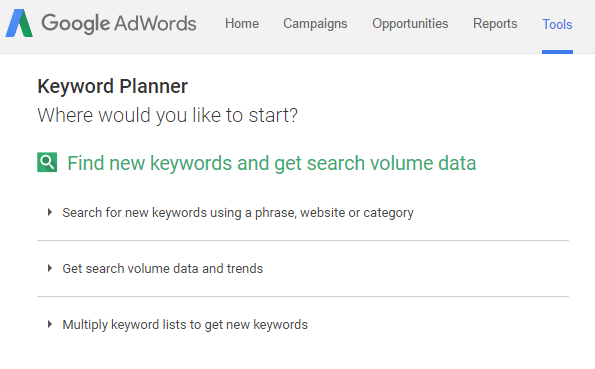 Google AdWords Home Campaigns Opportunities Reports Tools
Keyword Planner
Where would you like to start?
Find new keywords and get search volume data
Search for new keywords using a phrase, website or category
Get search volume data and trends
Multiply keyword lists to get new keywords